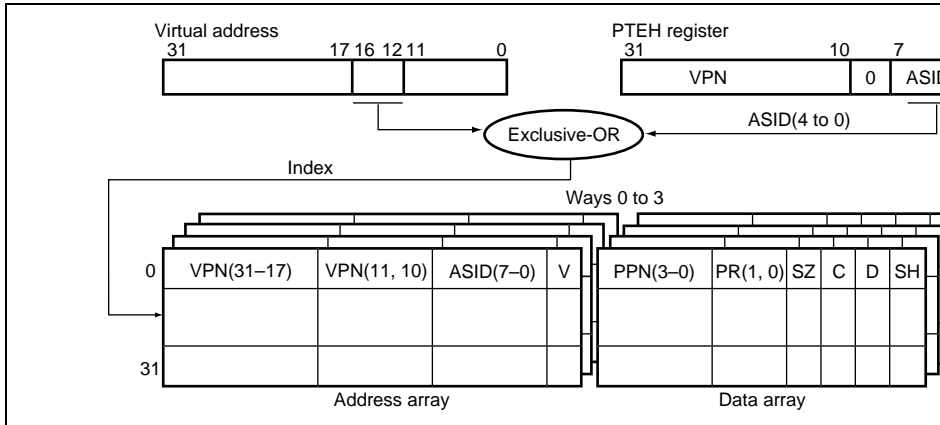 Virtual address
31 17 16 12 11 0
PTEH register
31 10 7
VPN 0 ASID
Exclusive-OR
ASID(4 to 0)
Index
Ways 0 to 3
0 VPN(31–17) VPN(11, 10) ASID(7–0) V
PPN(3–0) PR(1, 0) SZ C D SH
31
Address array
Data array